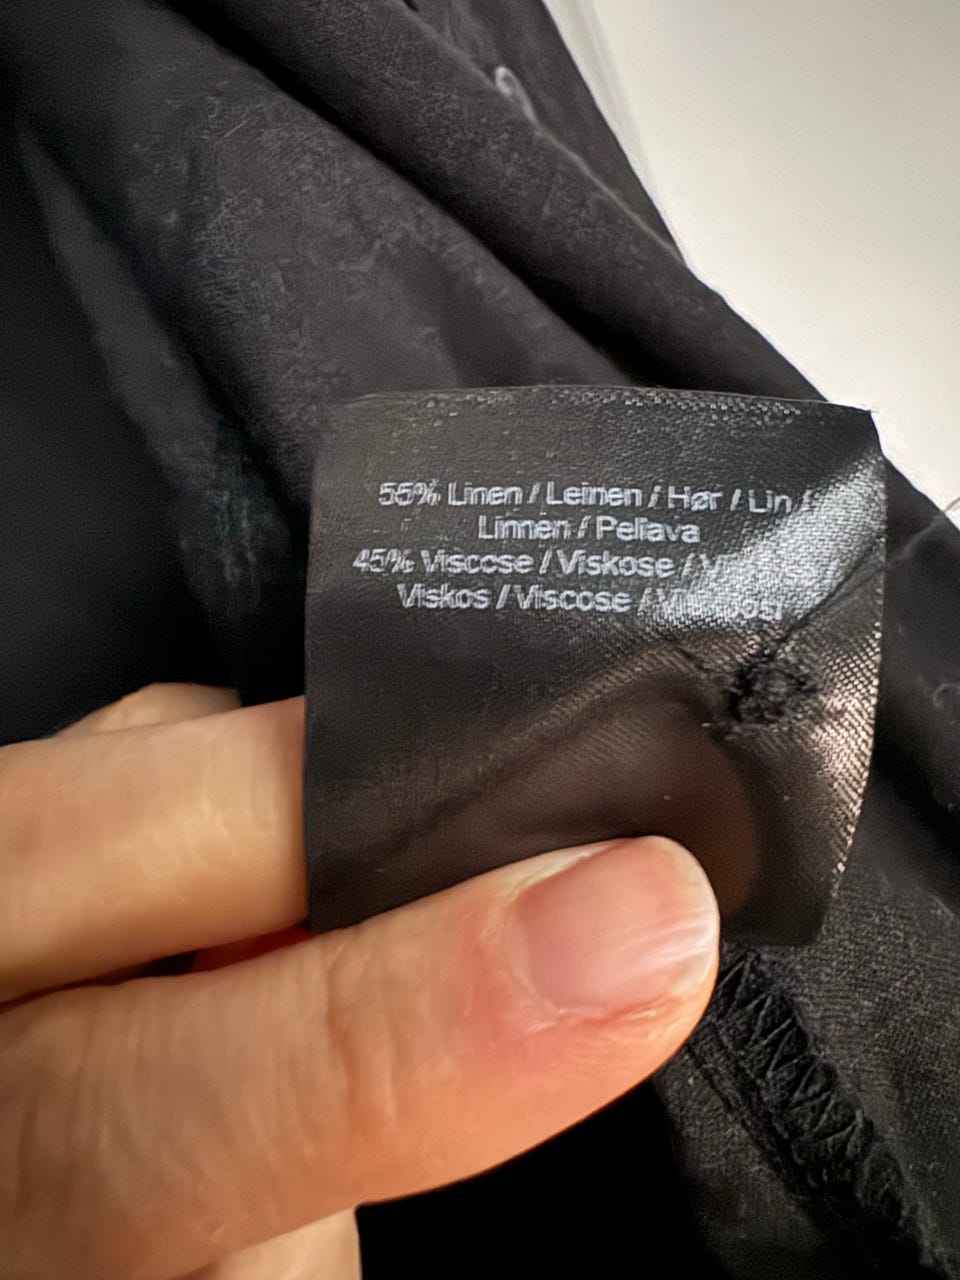 55% Linen / Leinen / Hør / Lin /
Linnen / Pellava
45% Viscose / Viskose /
Viskos / Viscose /